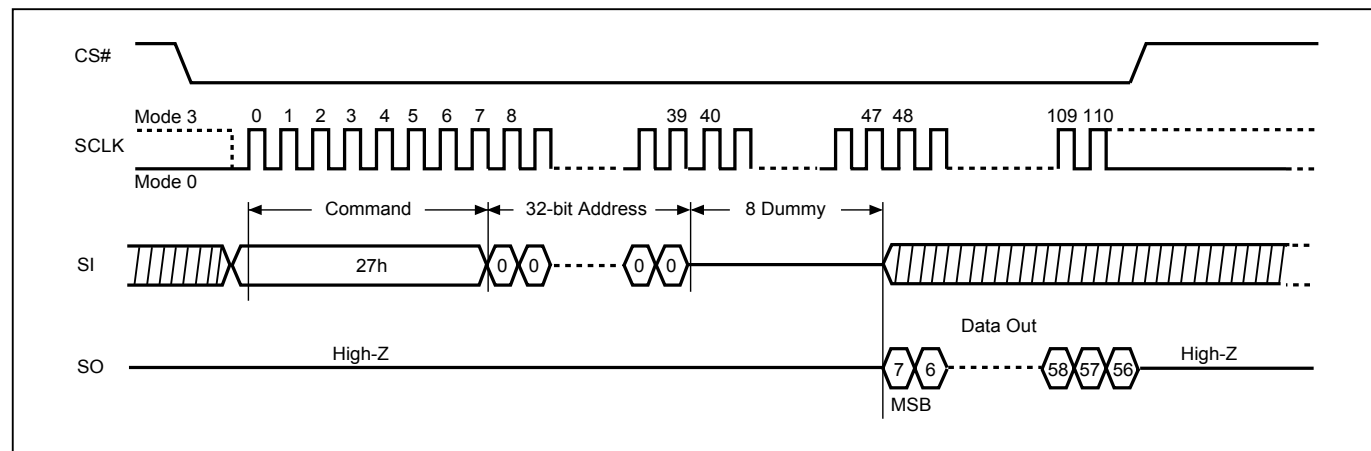 CS#
Mode 3
0 1 2 3 4 5 6 7 8 39 40 47 48 109 110
SCLK
Mode 0
Command 32-bit Address 8 Dummy
SI 27h 0 0 0 0
Data Out
High-Z High-Z
SO 7 6 58 57 56
MSB